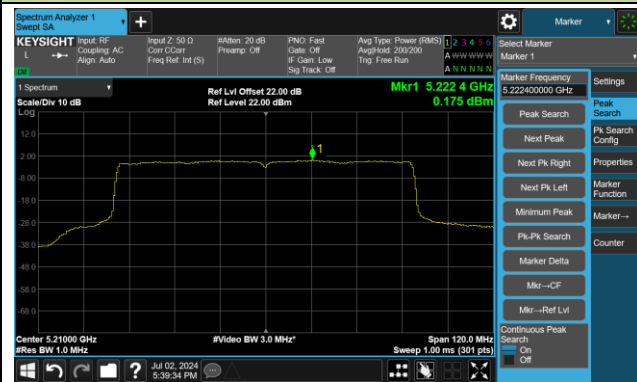 Spectrum Analyzer 1
Swept SA
Marker
KEYSIGHT
Input: RF
Coupling: AC
Align: Auto
Input Z: 50 Ω
Corr CCorr
Freq Ref: Int (S)
#Atten: 20 dB
Preamp: Off
PNO: Fast
Gate: Off
IF Gain: Low
Sig Track: Off
Avg Type: Power (RMS)
Avg|Hold: 200/200
Trig: Free Run
1 2 3 4 5 6
A W W W W W
A N N N N N
L
LW
Select Marker
Marker 1
1 Spectrum
Scale/Div 10 dB
Log
Ref Lvl Offset 22.00 dB
Ref Level 22.00 dBm
Mkr1 5.222 4 GHz
0.175 dBm
Marker Frequency
5.222400000 GHz
Peak Search
Next Peak
Next Pk Right
Next Pk Left
Minimum Peak
Pk-Pk Search
Marker Delta
Mkr→CF
Mkr→Ref Lvl
Continuous Peak
Search
On
Off
Settings
Peak
Search
Pk Search
Config
Properties
Marker
Function
Marker→
Counter
12.0
2.00
-8.00
-18.0
-28.0
-38.0
-48.0
-58.0
-68.0
1
Center 5.21000 GHz
#Res BW 1.0 MHz
#Video BW 3.0 MHz*
Span 120.0 MHz
Sweep 1.00 ms (301 pts)
Jul 02, 2024
5:39:34 PM